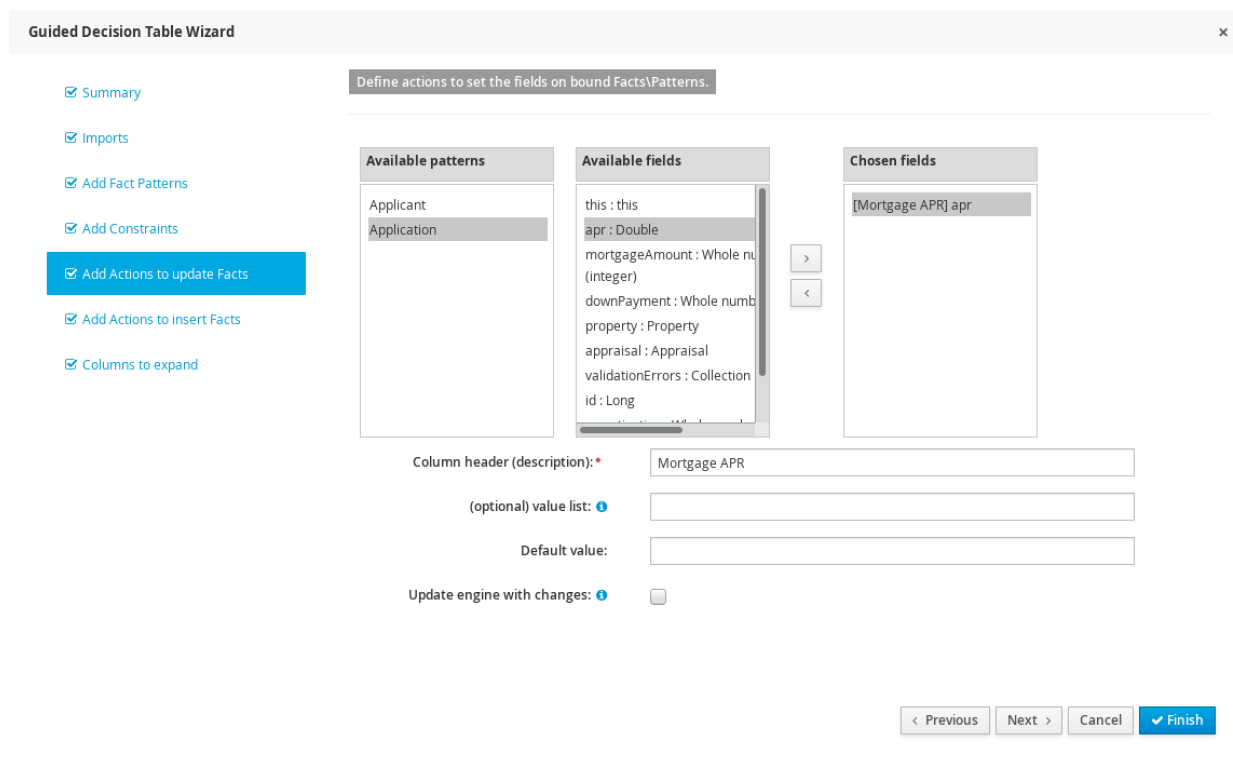 Guided Decision Table Wizard
×
Summary
Imports
Add Fact Patterns
Add Constraints
Add Actions to update Facts
Add Actions to insert Facts
Columns to expand
Define actions to set the fields on bound Facts\Patterns.
Available patterns
Applicant
Application
Available fields
this : this
apr : Double
mortgageAmount : Whole nu
(integer)
downPayment : Whole numb
property : Property
appraisal : Appraisal
validationErrors : Collection
id : Long
Chosen fields
[Mortgage APR] apr
Column header (description):* Mortgage APR
(optional) value list:
Default value:
Update engine with changes:
‹ Previous
Next ›
Cancel
Finish